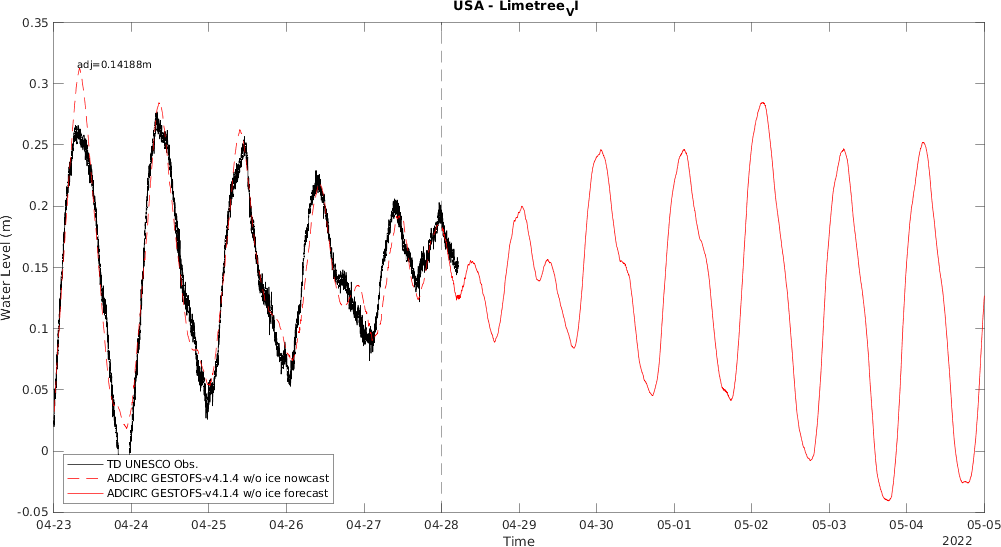 USA - Limetree_VI
adj=0.14188m
0.35
0.3
0.25
0.2
0.15
0.1
0.05
0
-0.05
Water Level (m)
TD UNESCO Obs.
ADCIRC GESTOFS-v4.1.4 w/o ice nowcast
ADCIRC GESTOFS-v4.1.4 w/o ice forecast
04-23 04-24 04-25 04-26 04-27 04-28 04-29 04-30 05-01 05-02 05-03 05-04 05-05
Time
2022